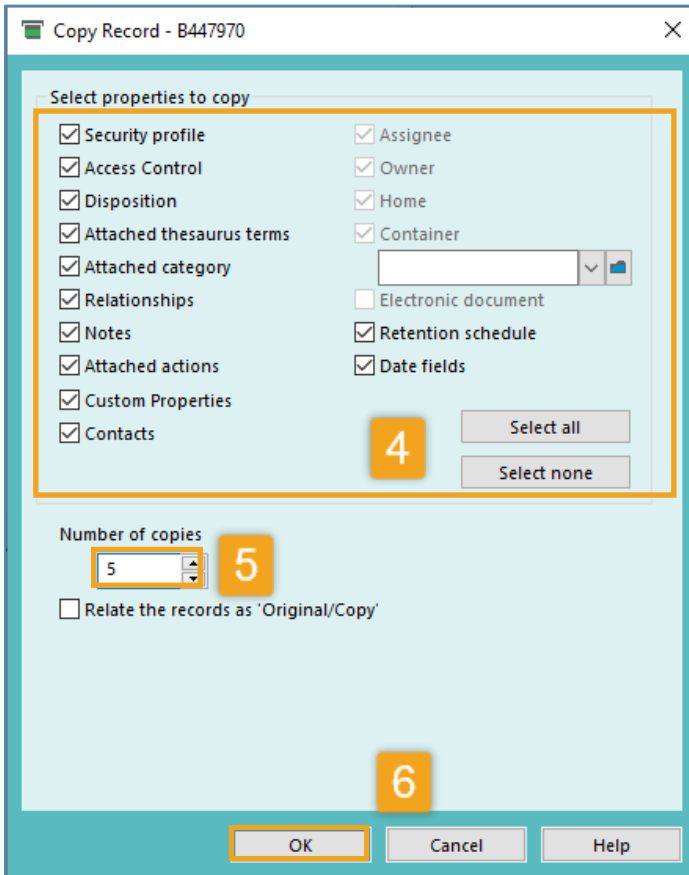 Copy Record - B447970
Select properties to copy
Security profile
Access Control
Disposition
Attached thesaurus terms
Attached category
Relationships
Notes
Attached actions
Custom Properties
Contacts
Assignee
Owner
Home
Container
Electronic document
Retention schedule
Date fields
4
Select all
Select none
Number of copies
5
5
Relate the records as 'Original/Copy'
6
OK
Cancel
Help